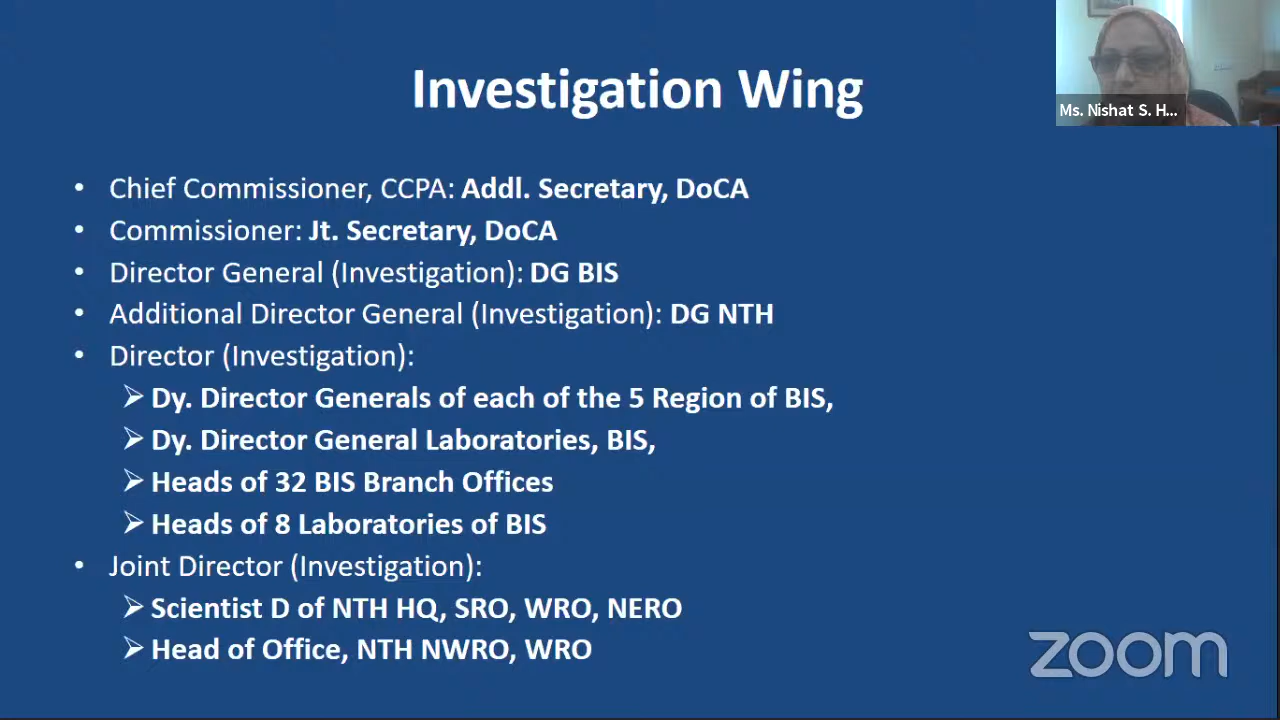 Investigation Wing
Ms. Nishat S. H...
• Chief Commissioner, CCPA: Addl. Secretary, DoCA
• Commissioner: Jt. Secretary, DoCA
• Director General (Investigation): DG BIS
• Additional Director General (Investigation): DG NTH
• Director (Investigation):
➢ Dy. Director Generals of each of the 5 Region of BIS,
➢ Dy. Director General Laboratories, BIS,
➢ Heads of 32 BIS Branch Offices
➢ Heads of 8 Laboratories of BIS
• Joint Director (Investigation):
➢ Scientist D of NTH HQ, SRO, WRO, NERO
➢ Head of Office, NTH NWRO, WRO
zoom